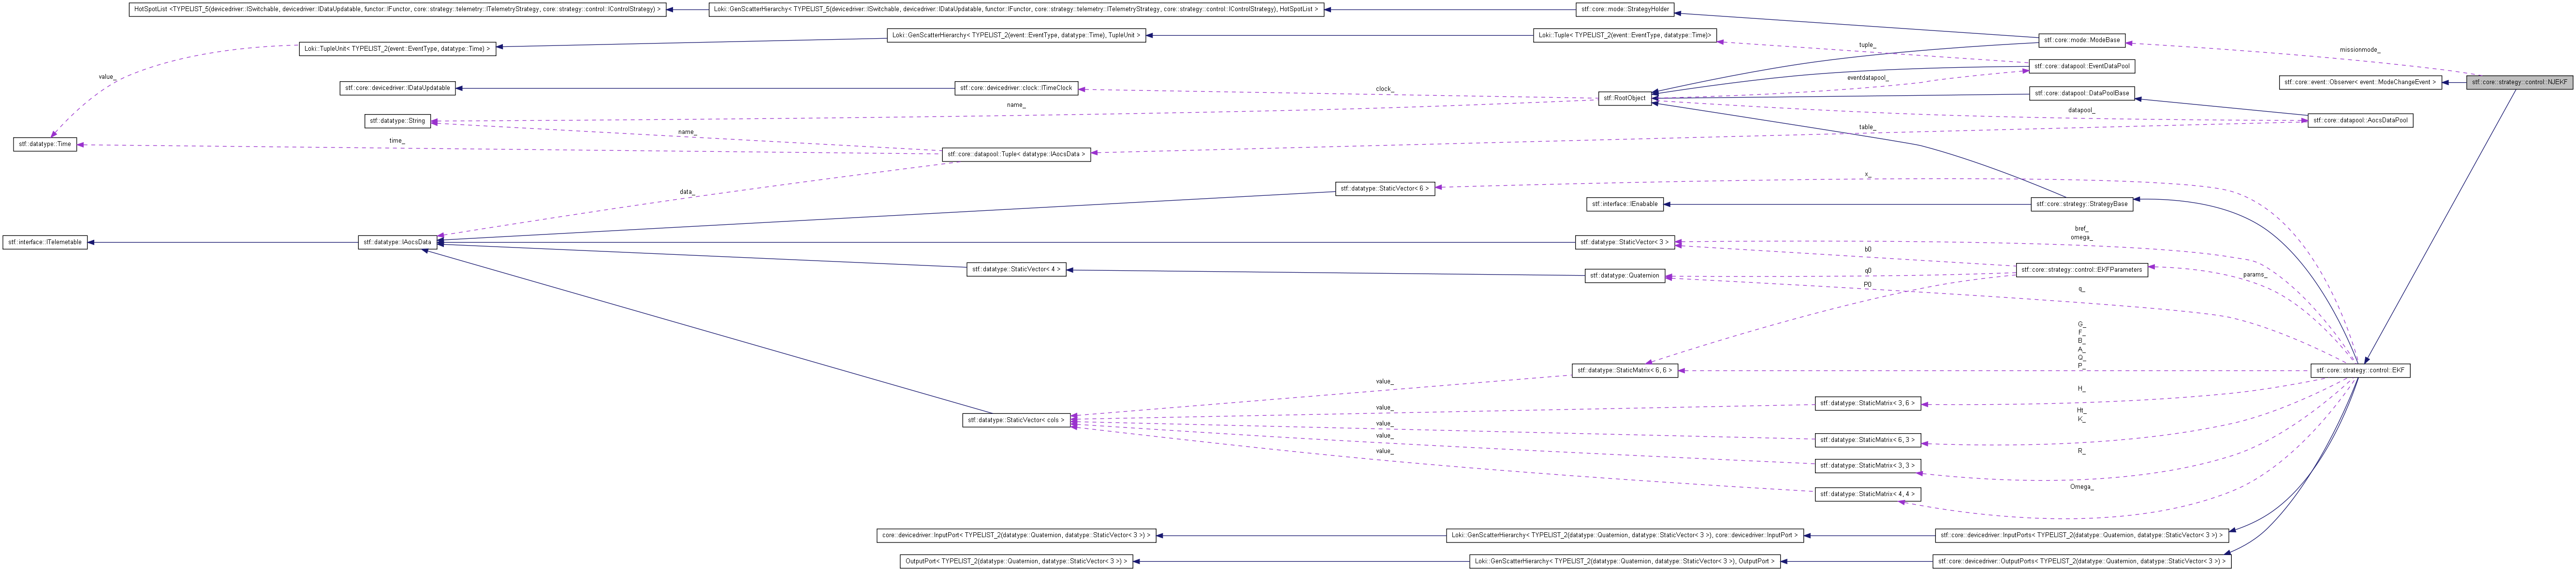 HotSpotList <TYPELIST_5(devicedriver::ISwitchable, devicedriver::IDataUpdatable, functor::IFunctor, core::strategy::telemetry::ITelemetryStrategy, core::strategy::control::IControlStrategy) >
Loki::GenScatterHierarchy< TYPELIST_5(devicedriver::ISwitchable, devicedriver::IDataUpdatable, functor::IFunctor, core::strategy::telemetry::ITelemetryStrategy, core::strategy::control::IControlStrategy), HotSpotList >
stf::core::mode::StrategyHolder
Loki::TupleUnit< TYPELIST_2(event::EventType, datatype::Time) >
Loki::GenScatterHierarchy< TYPELIST_2(event::EventType, datatype::Time), TupleUnit >
Loki::Tuple< TYPELIST_2(event::EventType, datatype::Time)>
tuple_
stf::core::mode::ModeBase
missionmode_
value_
stf::core::datapool::EventDataPool
eventdatapool_
stf::core::event::Observer< event::ModeChangeEvent >
stf::core::strategy::control::NJEKF
stf::core::devicedriver::IDataUpdatable
stf::core::devicedriver::clock::ITimeClock
clock_
stf::RootObject
stf::core::datapool::DataPoolBase
name_
datapool_
stf::datatype::String
stf::core::datapool::AocsDataPool
table_
name_
stf::datatype::Time
time_
stf::core::datapool::Tuple< datatype::IAocsData >
data_
stf::datatype::StaticVector< 6 >
x_
stf::interface::IEnable
stf::core::strategy::StrategyBase
bref_
omega_
stf::interface::ITelemetable
stf::datatype::IAocsData
stf::datatype::StaticVector< 3 >
b0
stf::datatype::StaticVector< 4 >
stf::datatype::Quaternion
q0
stf::core::strategy::control::EKFParameters
params_
P0
q_
G_
F_
B_
A_
Q_
P_
stf::datatype::StaticMatrix< 6, 6 >
stf::core::strategy::control::EKF
value_
H_
stf::datatype::StaticMatrix< 3, 6 >
value_
Ht_
K_
stf::datatype::StaticVector< cols >
value_
stf::datatype::StaticMatrix< 6, 3 >
value_
R_
value_
stf::datatype::StaticMatrix< 3, 3 >
Omega_
stf::datatype::StaticMatrix< 4, 4 >
core::devicedriver::InputPort< TYPELIST_2(datatype::Quaternion, datatype::StaticVector< 3 >) >
Loki::GenScatterHierarchy< TYPELIST_2(datatype::Quaternion, datatype::StaticVector< 3 >), core::devicedriver::InputPort >
stf::core::devicedriver::InputPorts< TYPELIST_2(datatype::Quaternion, datatype::StaticVector< 3 >) >
OutputPort< TYPELIST_2(datatype::Quaternion, datatype::StaticVector< 3 >) >
Loki::GenScatterHierarchy< TYPELIST_2(datatype::Quaternion, datatype::StaticVector< 3 >), OutputPort >
stf::core::devicedriver::OutputPorts< TYPELIST_2(datatype::Quaternion, datatype::StaticVector< 3 >) >